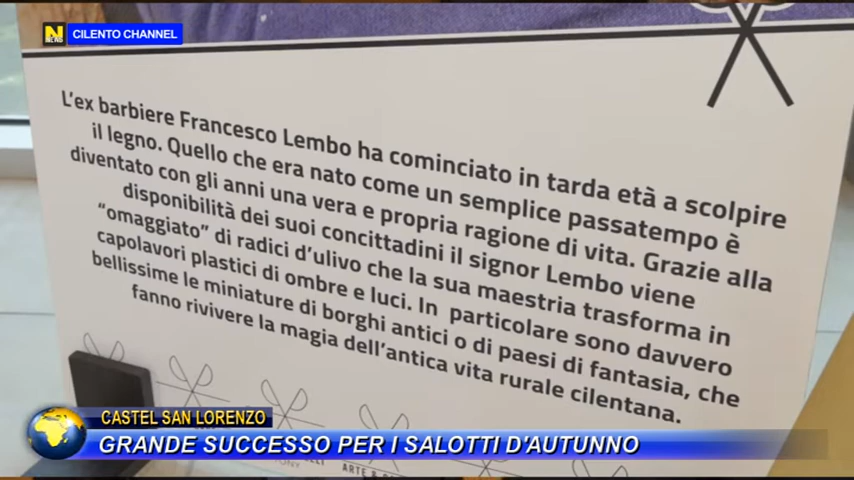 N
NEWS
CILENTO CHANNEL
L'ex barbiere Francesco Lembo ha cominciato in tarda età a scolpire
il legno. Quello che era nato come un semplice passatempo è
diventato con gli anni una vera e propria ragione di vita. Grazie alla
disponibilità dei suoi concittadini il signor Lembo viene
“omaggiato” di radici d'ulivo che la sua maestria trasforma in
capolavori plastici di ombre e luci. In particolare sono davvero
bellissime le miniature di borghi antici o di paesi di fantasia, che
fanno rivivere la magia dell'antica vita rurale cilentana.
CASTEL SAN LORENZO
GRANDE SUCCESSO PER I SALOTTI D'AUTUNNO
ARTE &